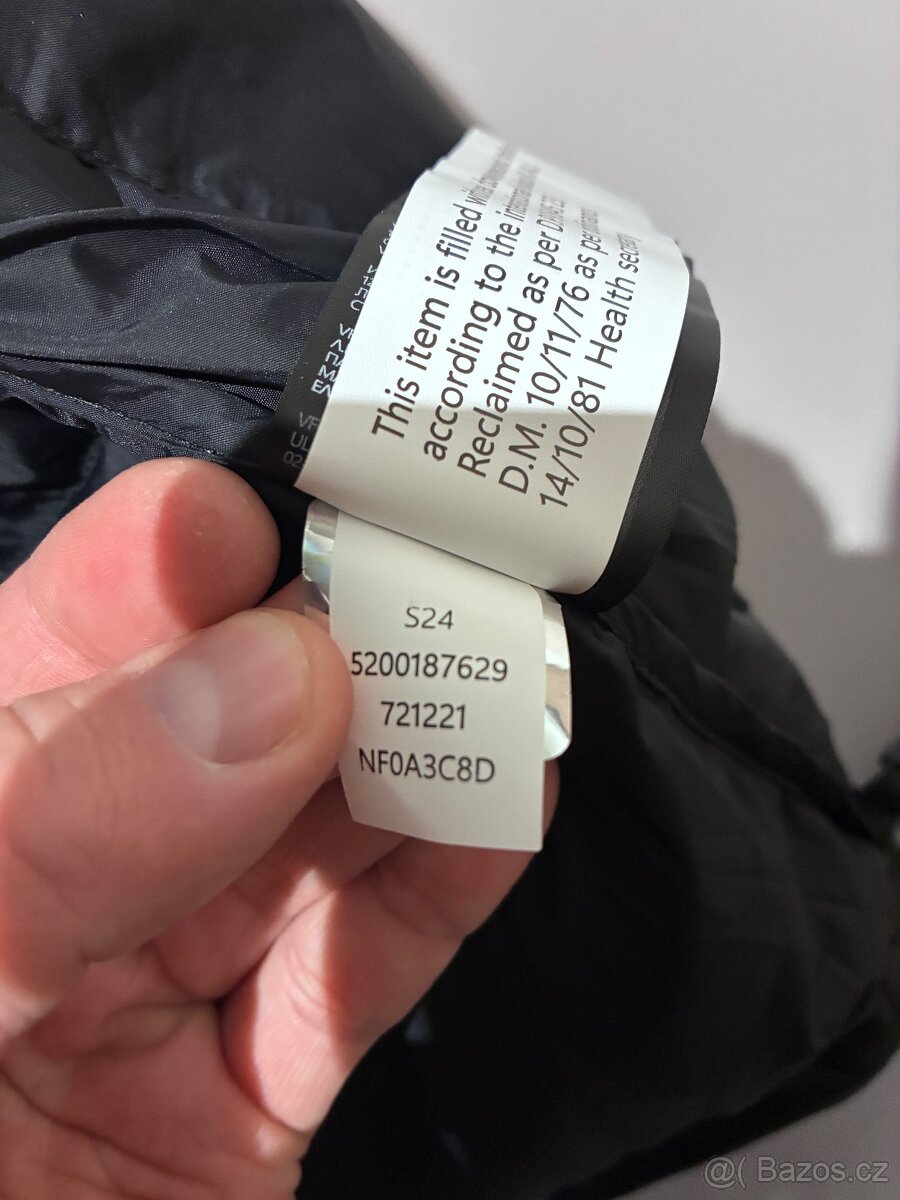 This item is filled
according to the
Reclaimed as per
D.M. 10/11/76 as per
14/10/81 Health
S24
5200187629
721221
NF0A3C8D
@( Bazos.cz